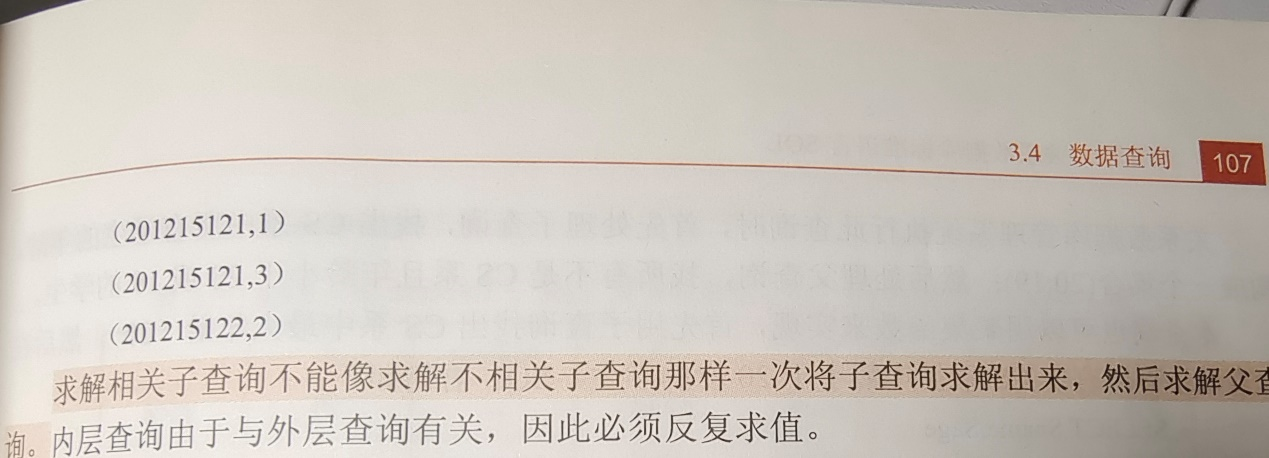 3.4 数据查询 107
（201215121,1）
（201215121,3）
（201215122,2）
求解相关子查询不能像求解不相关子查询那样一次将子查询求解出来，然后求解父查
询。内层查询由于与外层查询有关，因此必须反复求值。